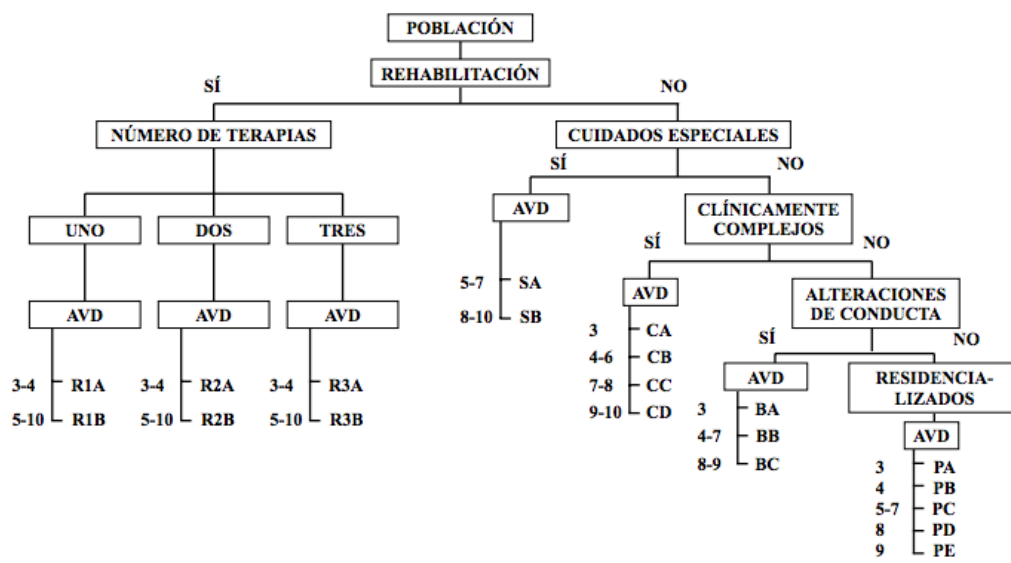 POBLACIÓN
REHABILITACIÓN
SÍ
NO
NÚMERO DE TERAPIAS
CUIDADOS ESPECIALES
SÍ
NO
UNO
DOS
TRES
AVD
CLÍNICAMENTE
COMPLEJOS
SÍ
NO
5-7 SA
8-10 SB
AVD
AVD
AVD
3-4 R1A
5-10 R1B
3-4 R2A
5-10 R2B
3-4 R3A
5-10 R3B
AVD
3 CA
4-6 CB
7-8 CC
9-10 CD
ALTERACIONES
DE CONDUCTA
SÍ
NO
AVD
3 BA
4-7 BB
8-9 BC
RESIDENCIA-
LIZADOS
AVD
3 PA
4 PB
5-7 PC
8 PD
9 PE